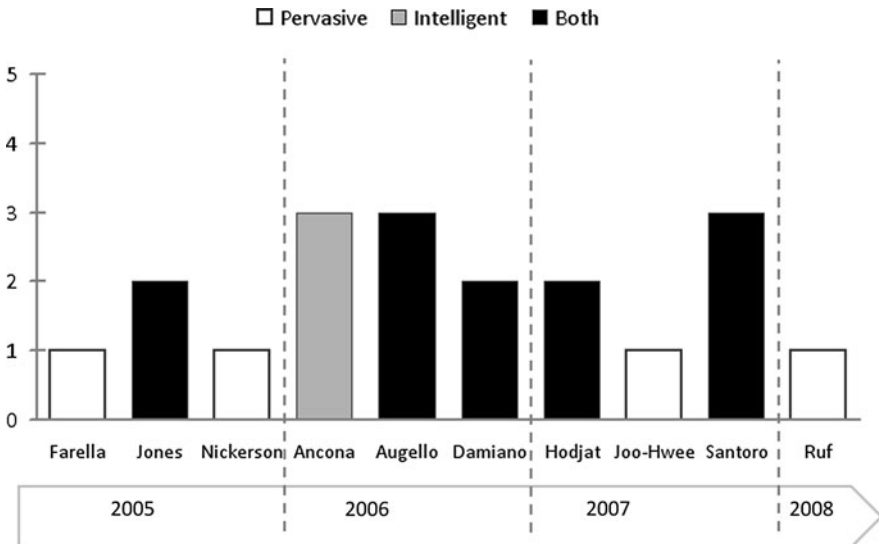 Pervasive Intelligent Both
5
4
3
2
1
0
Farella Jones Nickerson Ancona Augello Damiano Hodjat Joo-Hwee Santoro Ruf
2005 2006 2007 2008